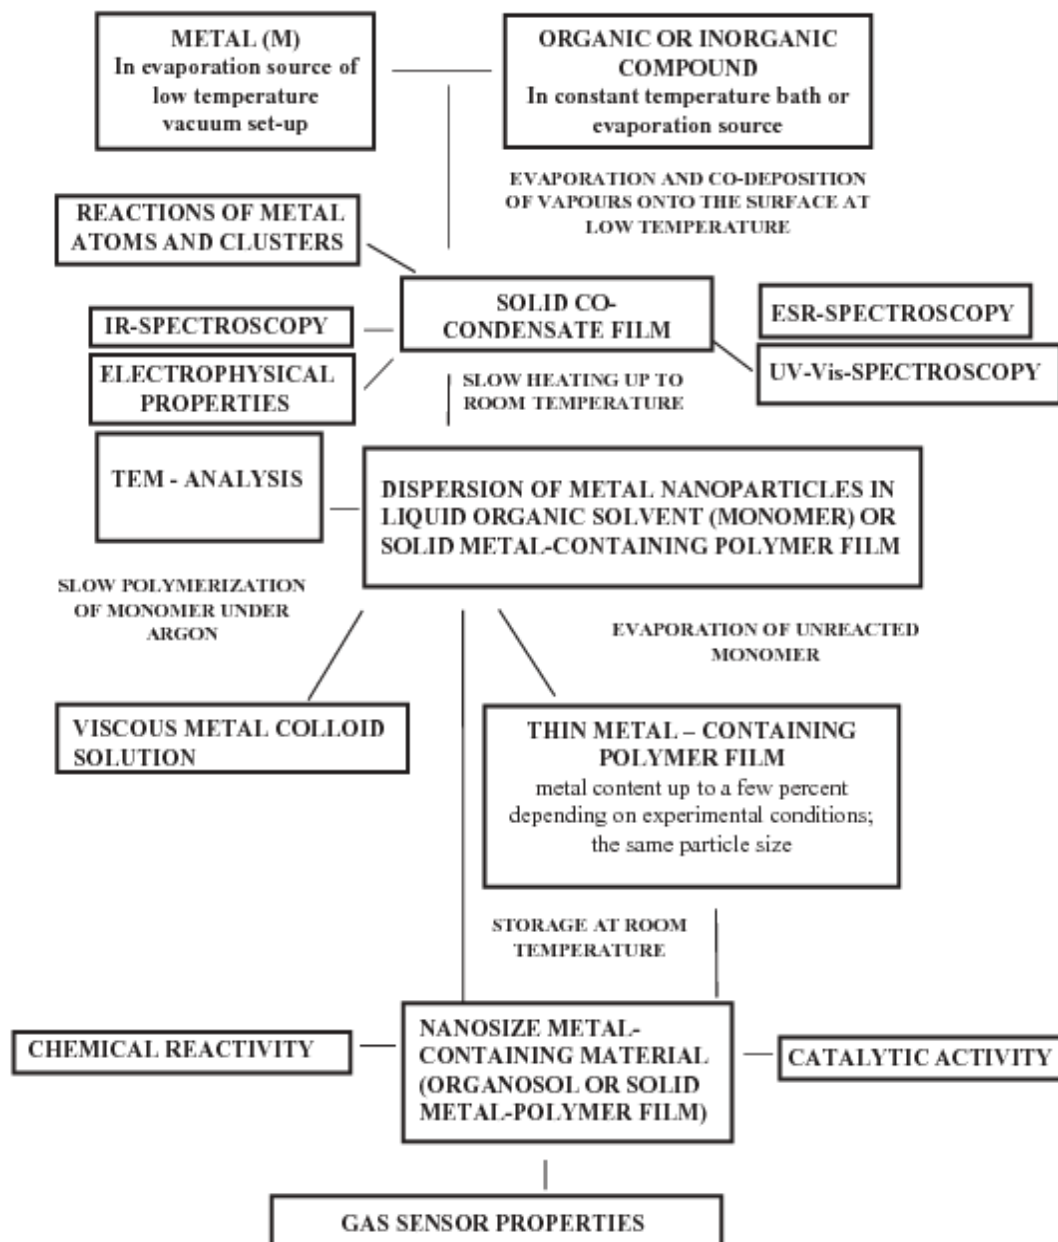 METAL (M)
In evaporation source of
low temperature
vacuum set-up
ORGANIC OR INORGANIC
COMPOUND
In constant temperature bath or
evaporation source
EVAPORATION AND CO-DEPOSITION
OF VAPOURS ONTO THE SURFACE AT
LOW TEMPERATURE
REACTIONS OF METAL
ATOMS AND CLUSTERS
SOLID CO-
CONDENSATE FILM
IR-SPECTROSCOPY
ESR-SPECTROSCOPY
ELECTROPHYSICAL
PROPERTIES
UV-Vis-SPECTROSCOPY
SLOW HEATING UP TO
ROOM TEMPERATURE
TEM - ANALYSIS
DISPERSION OF METAL NANOPARTICLES IN
LIQUID ORGANIC SOLVENT (MONOMER) OR
SOLID METAL-CONTAINING POLYMER FILM
SLOW POLYMERIZATION
OF MONOMER UNDER
ARGON
EVAPORATION OF UNREACTED
MONOMER
VISCOUS METAL COLLOID
SOLUTION
THIN METAL – CONTAINING
POLYMER FILM
metal content up to a few percent
depending on experimental conditions;
the same particle size
STORAGE AT ROOM
TEMPERATURE
CHEMICAL REACTIVITY
NANOSIZE METAL-
CONTAINING MATERIAL
(ORGANOSOL OR SOLID
METAL-POLYMER FILM)
CATALYTIC ACTIVITY
GAS SENSOR PROPERTIES